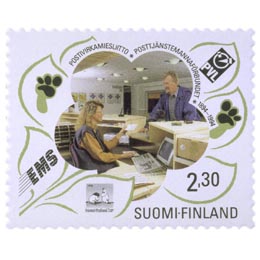 POSTIVIRKAMIESLIITTO • POSTTJÄNSTEMANNAFÖRBUNDET • 1894-1994
PVL
EMS
2,30
SUOMI-FINLAND